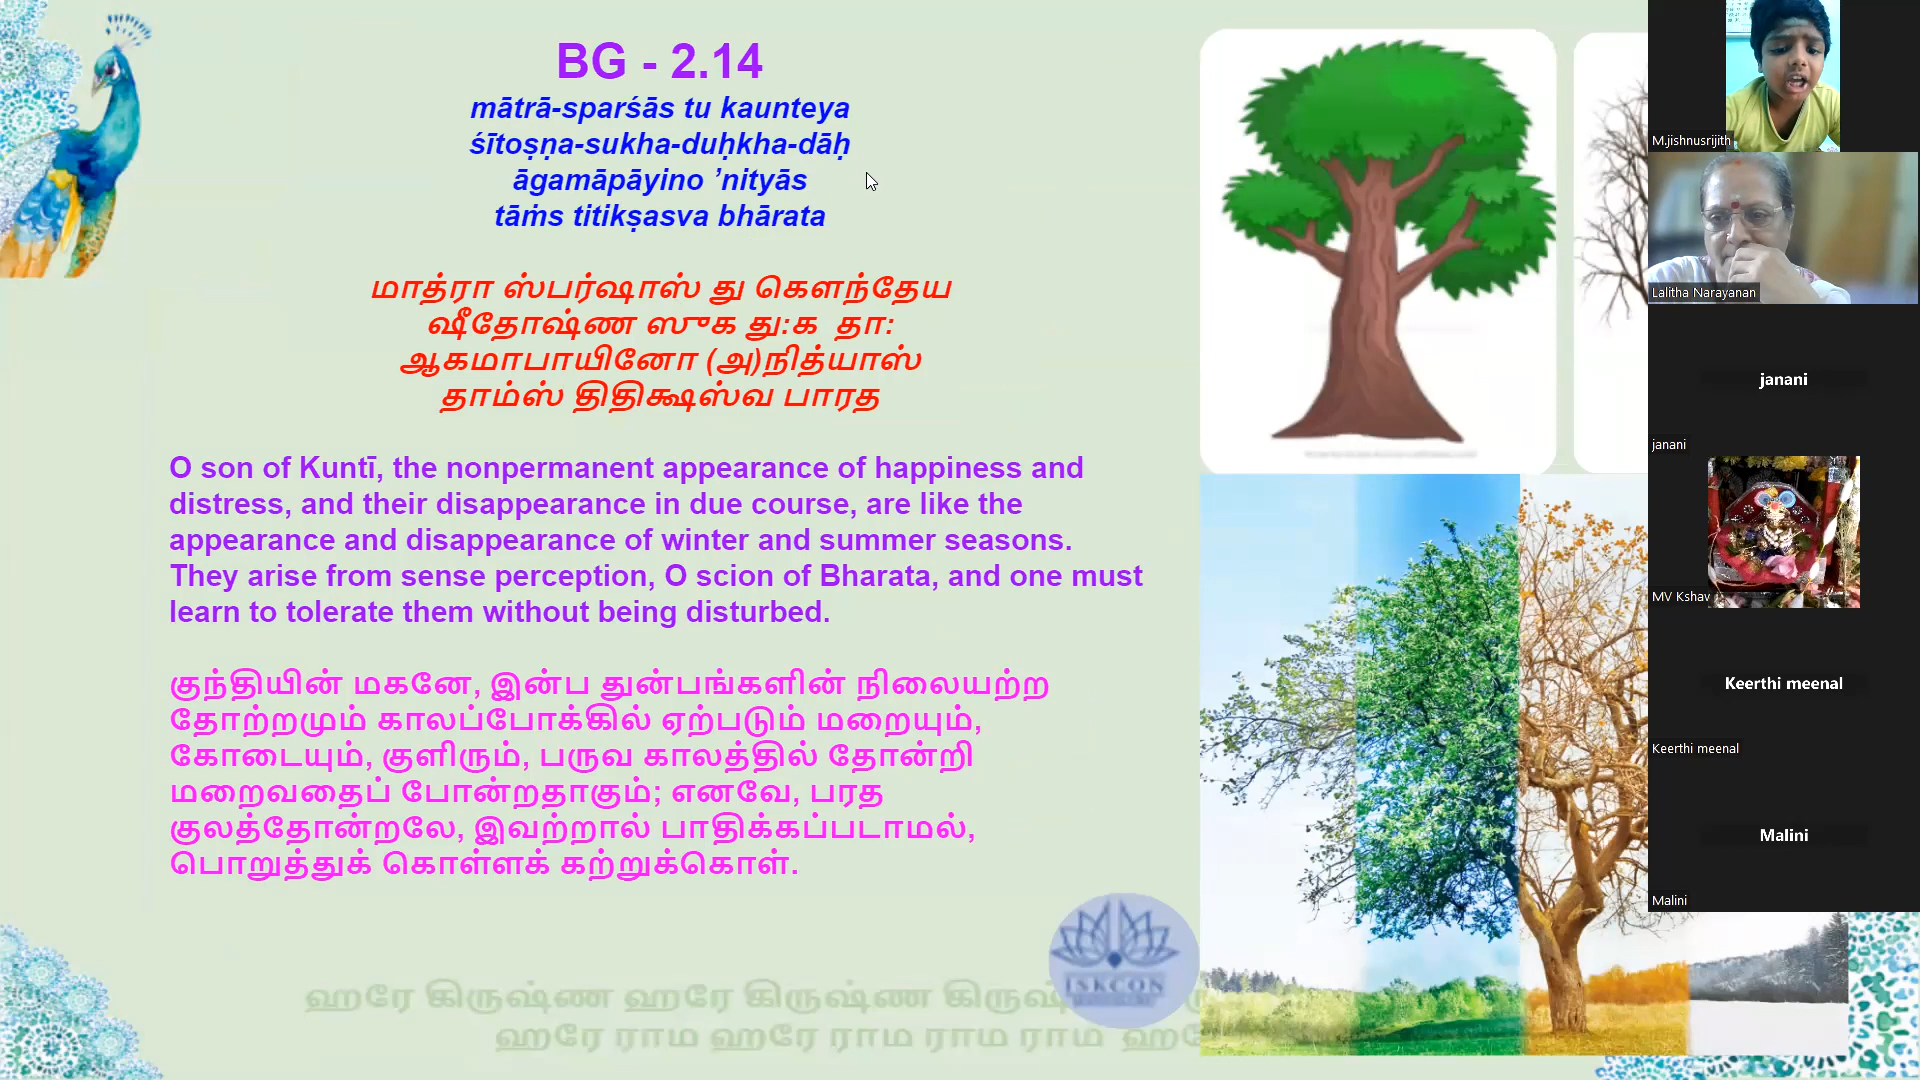 BG - 2.14
mātrā-sparśās tu kaunteya
śītoṣṇa-sukha-duḥkha-dāḥ
āgamāpāyino ’nityās
tāṁs titikṣasva bhārata
மாத்ரா ஸ்பர்ஷாஸ் து கௌந்தேய
ஷீதோஷ்ண ஸுக து:க தா:
ஆகமாபாயினோ (அ)நித்யாஸ்
தாம்ஸ் திதிக்ஷஸ்வ பாரத
O son of Kuntī, the nonpermanent appearance of happiness and
distress, and their disappearance in due course, are like the
appearance and disappearance of winter and summer seasons.
They arise from sense perception, O scion of Bharata, and one must
learn to tolerate them without being disturbed.
குந்தியின் மகனே, இன்ப துன்பங்களின் நிலையற்ற
தோற்றமும் காலப்போக்கில் ஏற்படும் மறையும்,
கோடையும், குளிரும், பருவ காலத்தில் தோன்றி
மறைவதைப் போன்றதாகும்; எனவே, பரத
குலத்தோன்றலே, இவற்றால் பாதிக்கப்படாமல்,
பொறுத்துக் கொள்ளக் கற்றுக்கொள்.
ISKCON
ஹரே கிருஷ்ண ஹரே கிருஷ்ண
ஹரே ராம ஹரே ராம ராம ராம
M.jishnusrijith
Lalitha Narayanan
janani
janani
MV Kshav
Keerthi meenal
Keerthi meenal
Malini
Malini